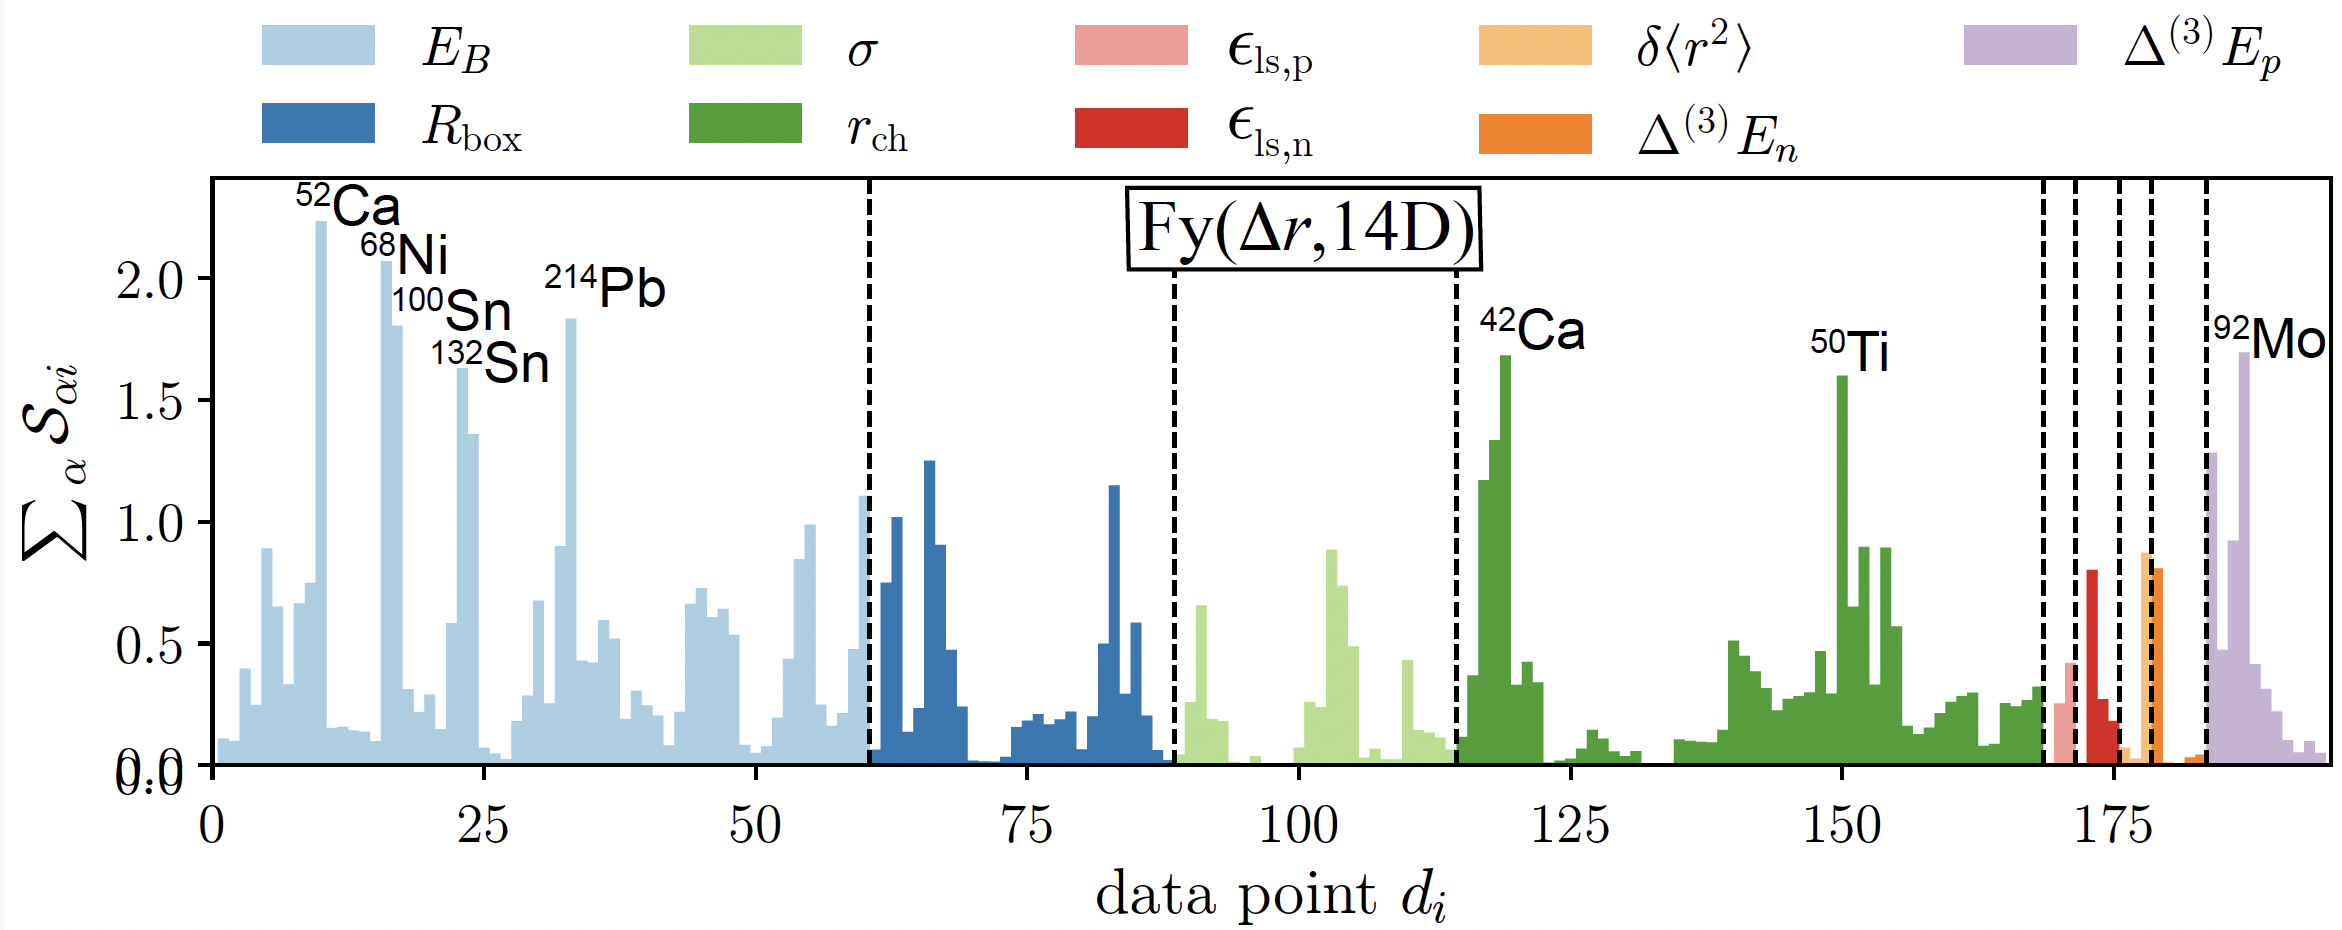 E_B σ ϵ_ls,p δ⟨r²⟩ Δ⁽³⁾E_p
R_box r_ch ϵ_ls,n Δ⁽³⁾E_n
Fy(Δr,14D)
⁵²Ca
⁶⁸Ni
¹⁰⁰Sn
¹³²Sn
²¹⁴Pb
⁴²Ca
⁵⁰Ti
⁹²Mo
∑_α 𝒮_αi
2.0
1.5
1.0
0.5
0.0
0.0
0 25 50 75 100 125 150 175
data point d_i